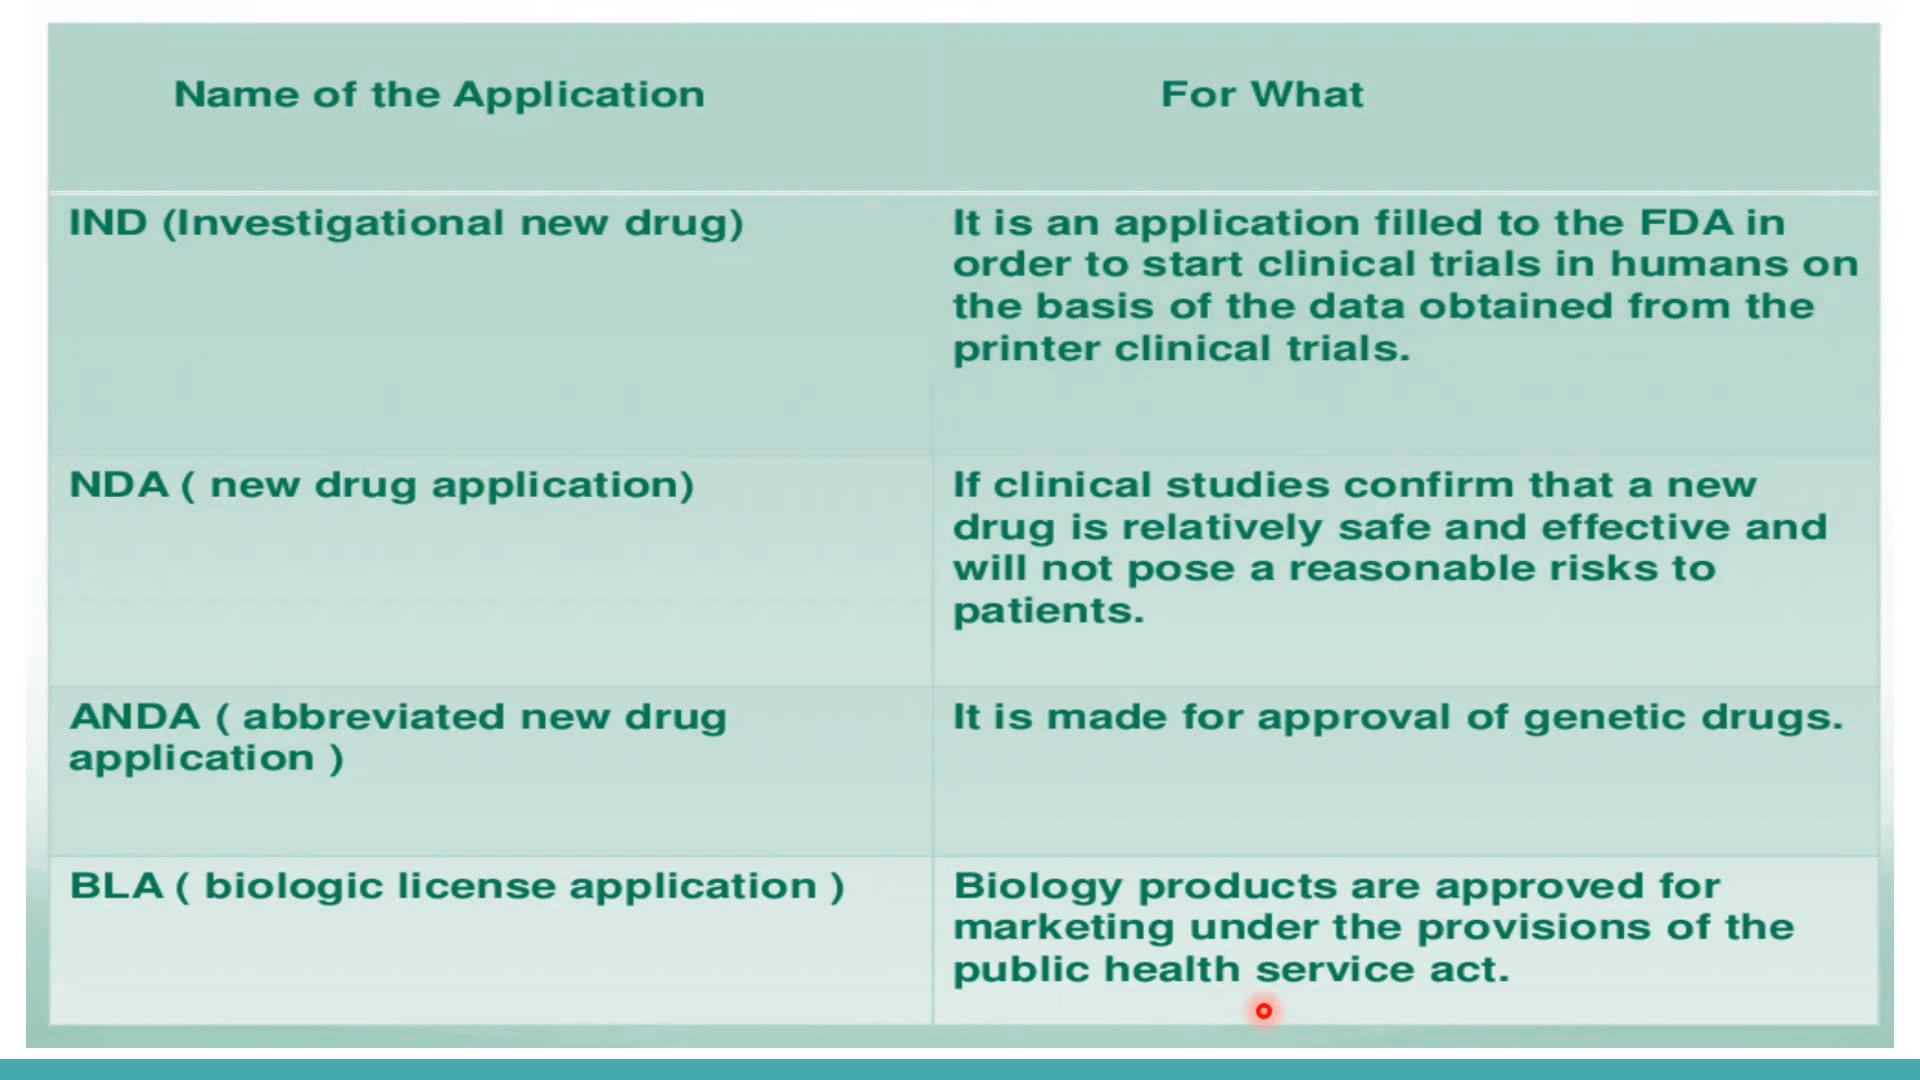 Name of the Application
For What
IND (Investigational new drug)
It is an application filled to the FDA in
order to start clinical trials in humans on
the basis of the data obtained from the
printer clinical trials.
NDA ( new drug application)
If clinical studies confirm that a new
drug is relatively safe and effective and
will not pose a reasonable risks to
patients.
ANDA ( abbreviated new drug
application )
It is made for approval of genetic drugs.
BLA ( biologic license application )
Biology products are approved for
marketing under the provisions of the
public health service act.